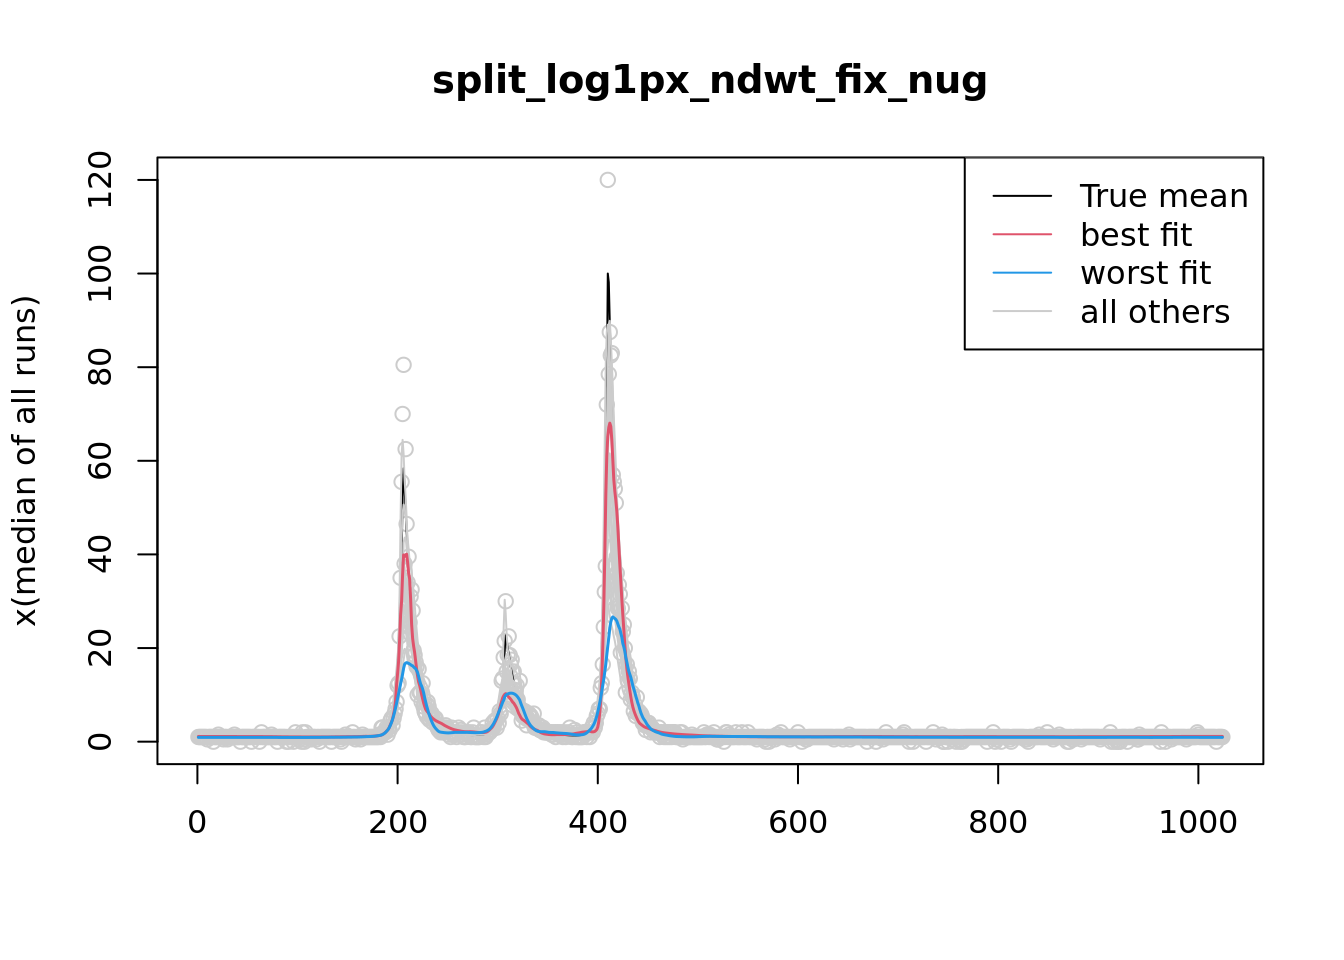 split_log1px_ndwt_fix_nug
x(median of all runs)
120
100
80
60
40
20
0
True mean
best fit
worst fit
all others
0 200 400 600 800 1000